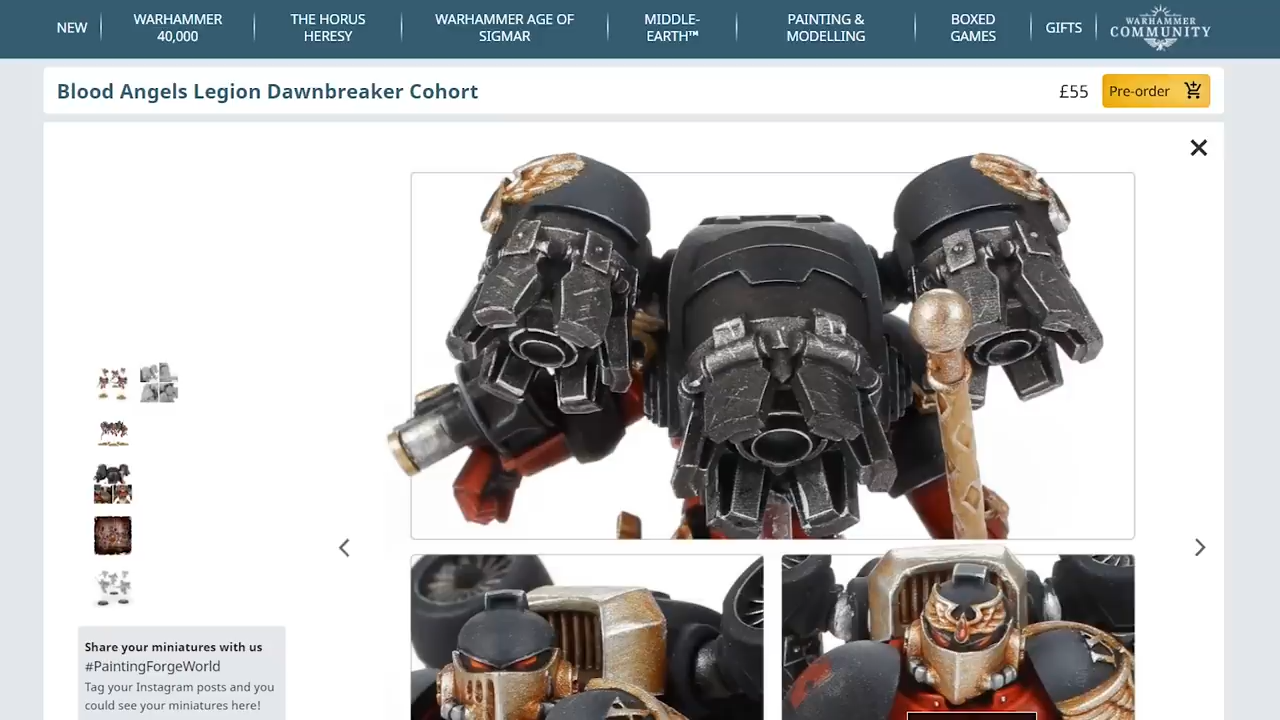 NEW
WARHAMMER
40,000
THE HORUS
HERESY
WARHAMMER AGE OF
SIGMAR
MIDDLE-
EARTH™
PAINTING &
MODELLING
BOXED
GAMES
GIFTS
WARHAMMER
COMMUNITY
Blood Angels Legion Dawnbreaker Cohort
£55
Pre-order
Share your miniatures with us
#PaintingForgeWorld
Tag your Instagram posts and you
could see your miniatures here!